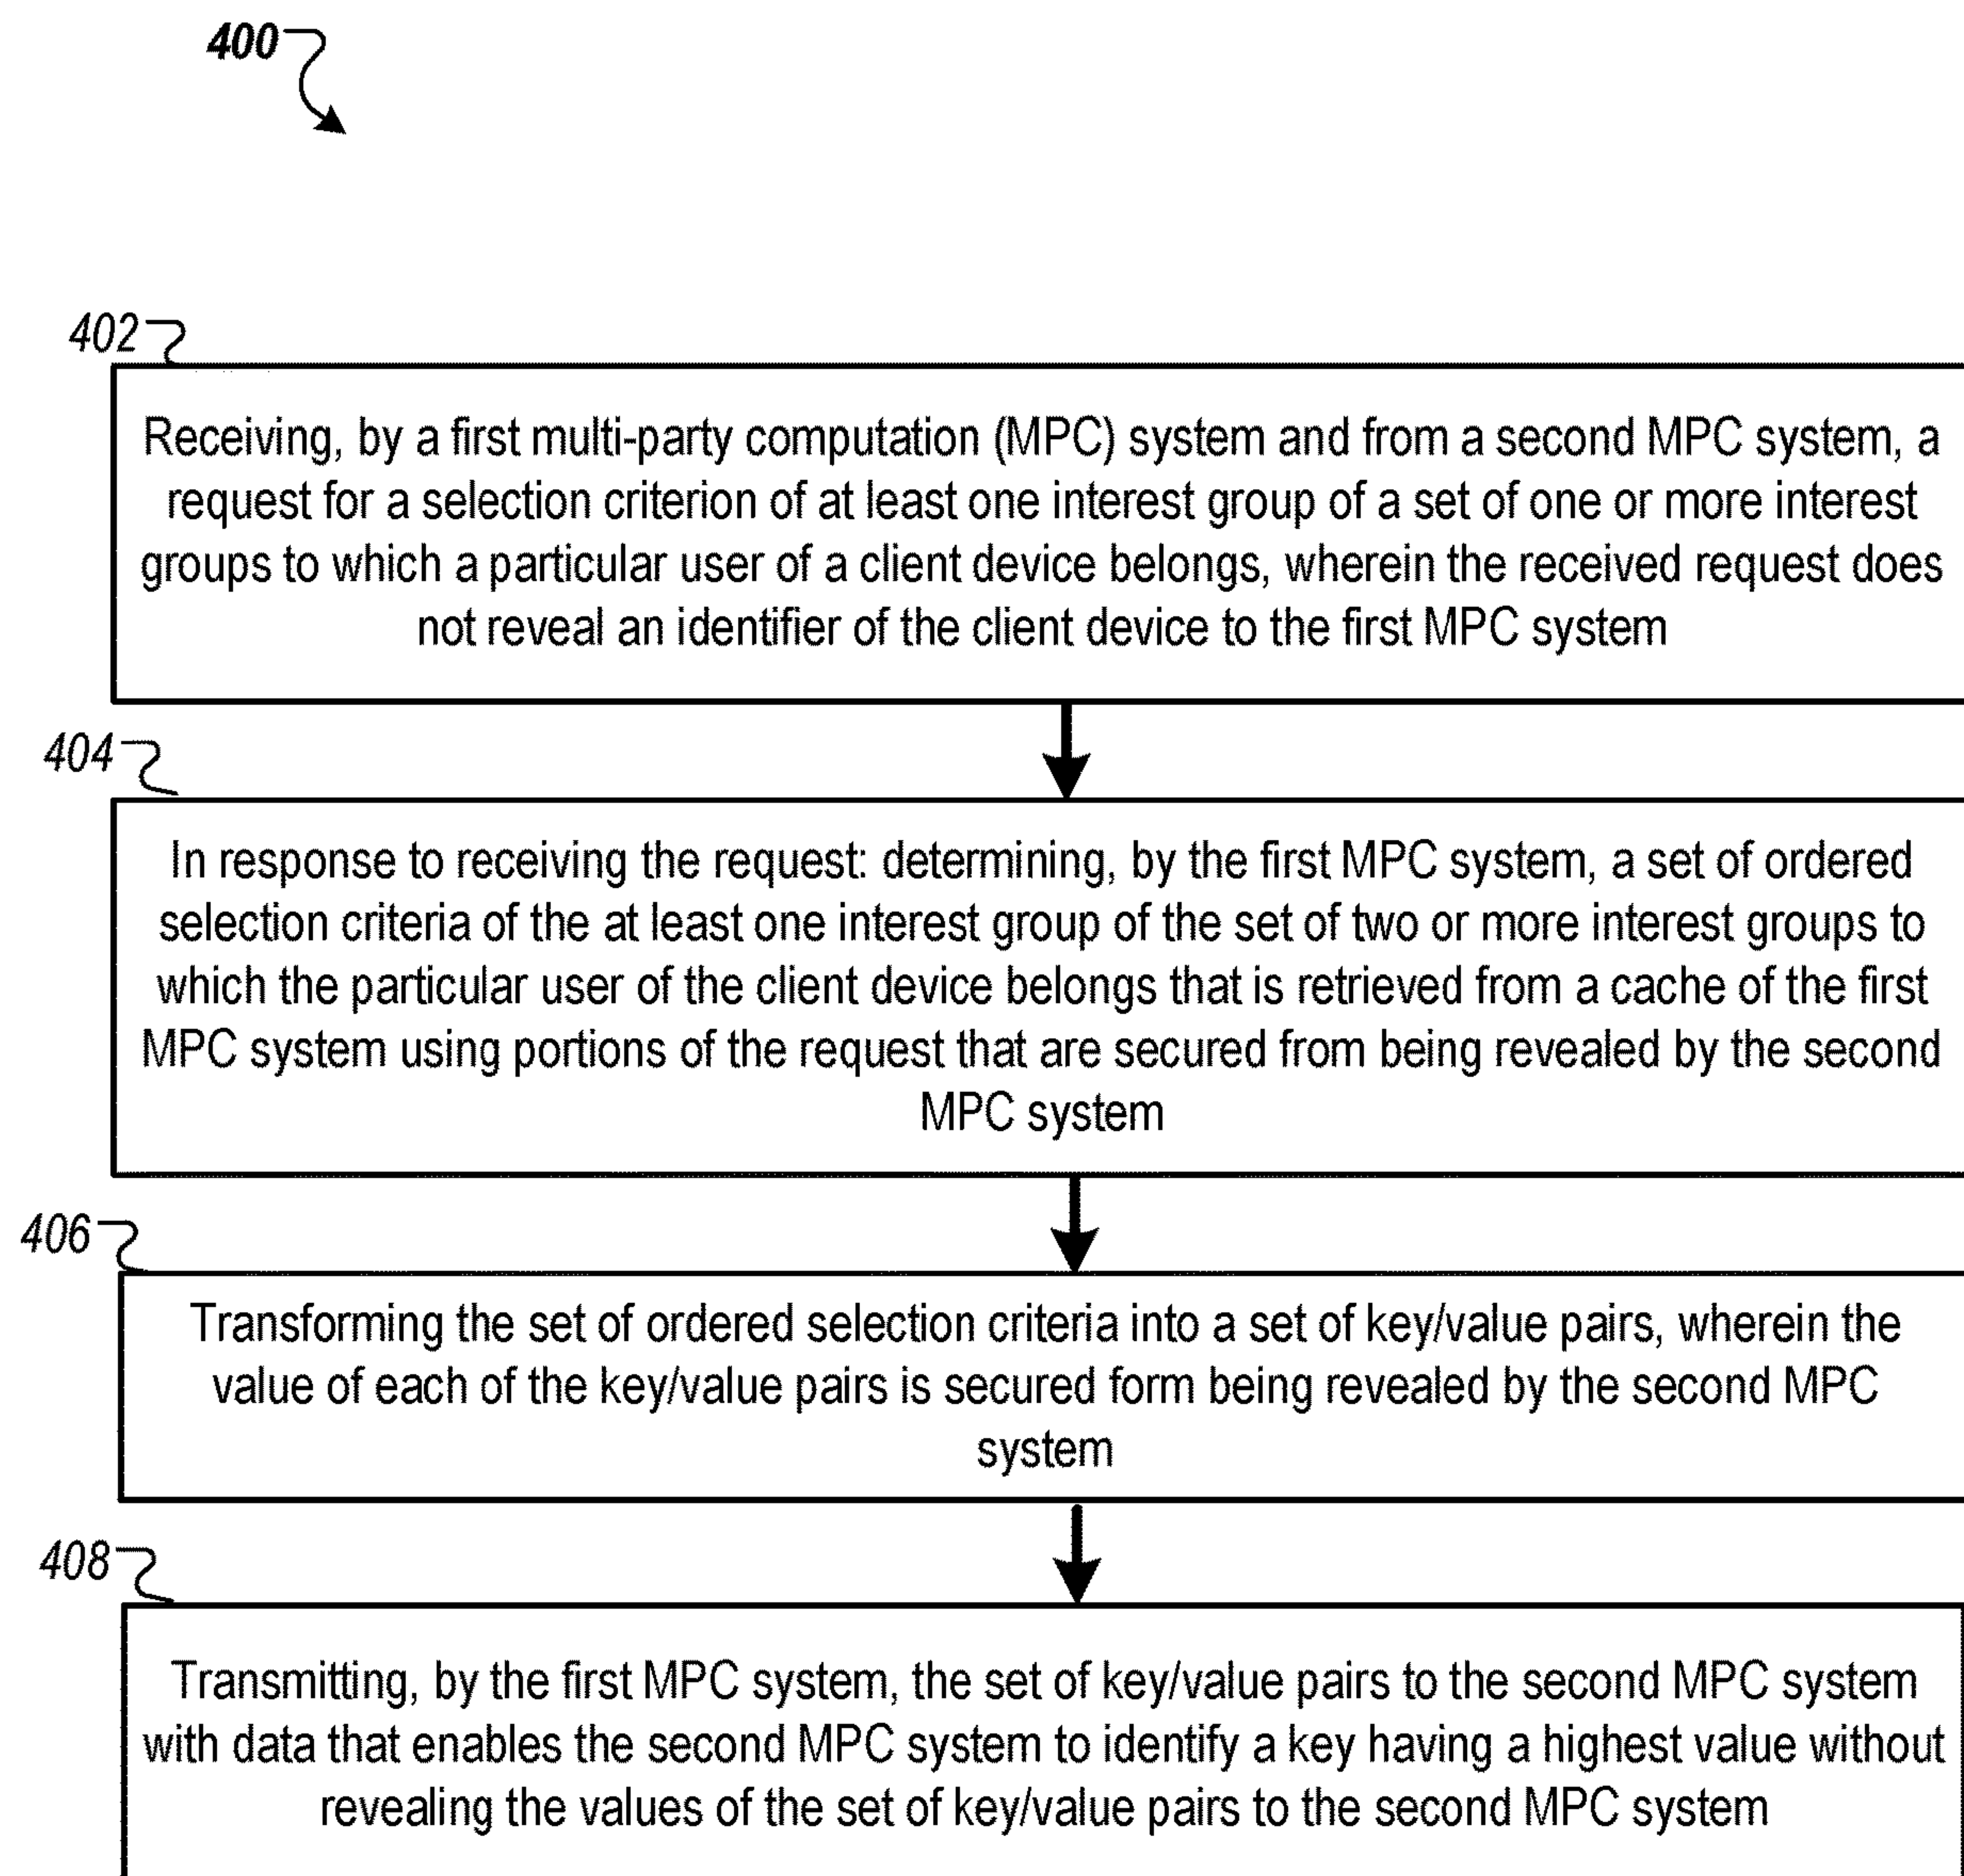 400
402
Receiving, by a first multi-party computation (MPC) system and from a second MPC system, a
request for a selection criterion of at least one interest group of a set of one or more interest
groups to which a particular user of a client device belongs, wherein the received request does
not reveal an identifier of the client device to the first MPC system
404
In response to receiving the request: determining, by the first MPC system, a set of ordered
selection criteria of the at least one interest group of the set of two or more interest groups to
which the particular user of the client device belongs that is retrieved from a cache of the first
MPC system using portions of the request that are secured from being revealed by the second
MPC system
406
Transforming the set of ordered selection criteria into a set of key/value pairs, wherein the
value of each of the key/value pairs is secured form being revealed by the second MPC
system
408
Transmitting, by the first MPC system, the set of key/value pairs to the second MPC system
with data that enables the second MPC system to identify a key having a highest value without
revealing the values of the set of key/value pairs to the second MPC system